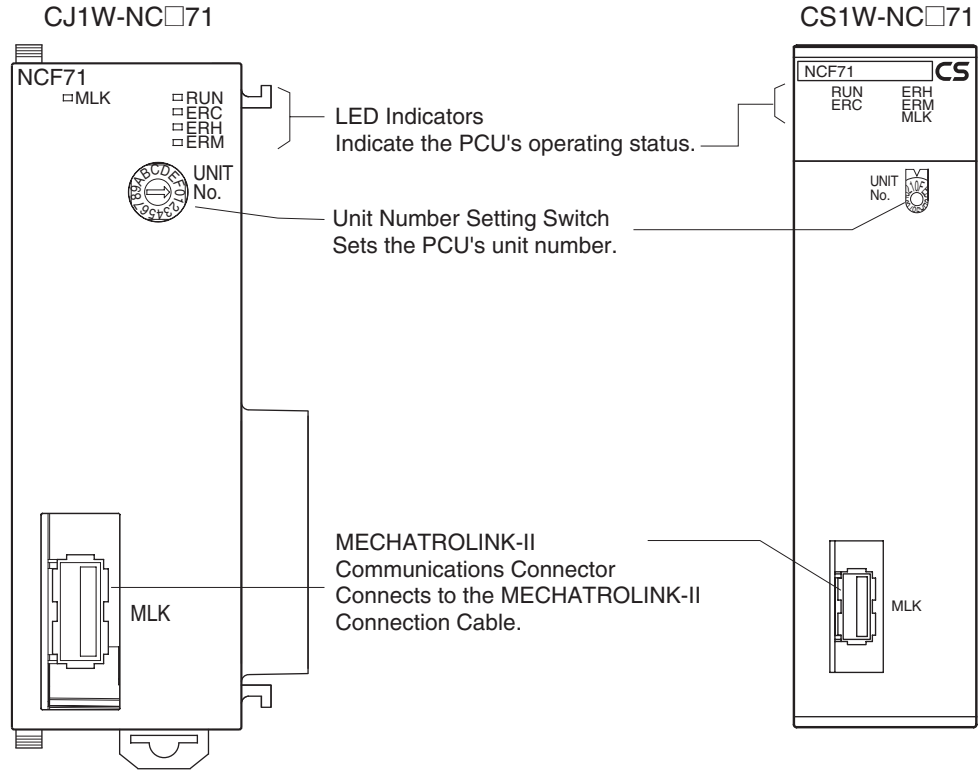 CJ1W-NC□71
CS1W-NC□71
NCF71
MLK
RUN
ERC
ERH
ERM
UNIT
No.
89ABCDEF01234567
LED Indicators
Indicate the PCU's operating status.
Unit Number Setting Switch
Sets the PCU's unit number.
MECHATROLINK-II
Communications Connector
Connects to the MECHATROLINK-II
Connection Cable.
MLK
NCF71
CS
RUN
ERC
ERH
ERM
MLK
UNIT
No.
MLK